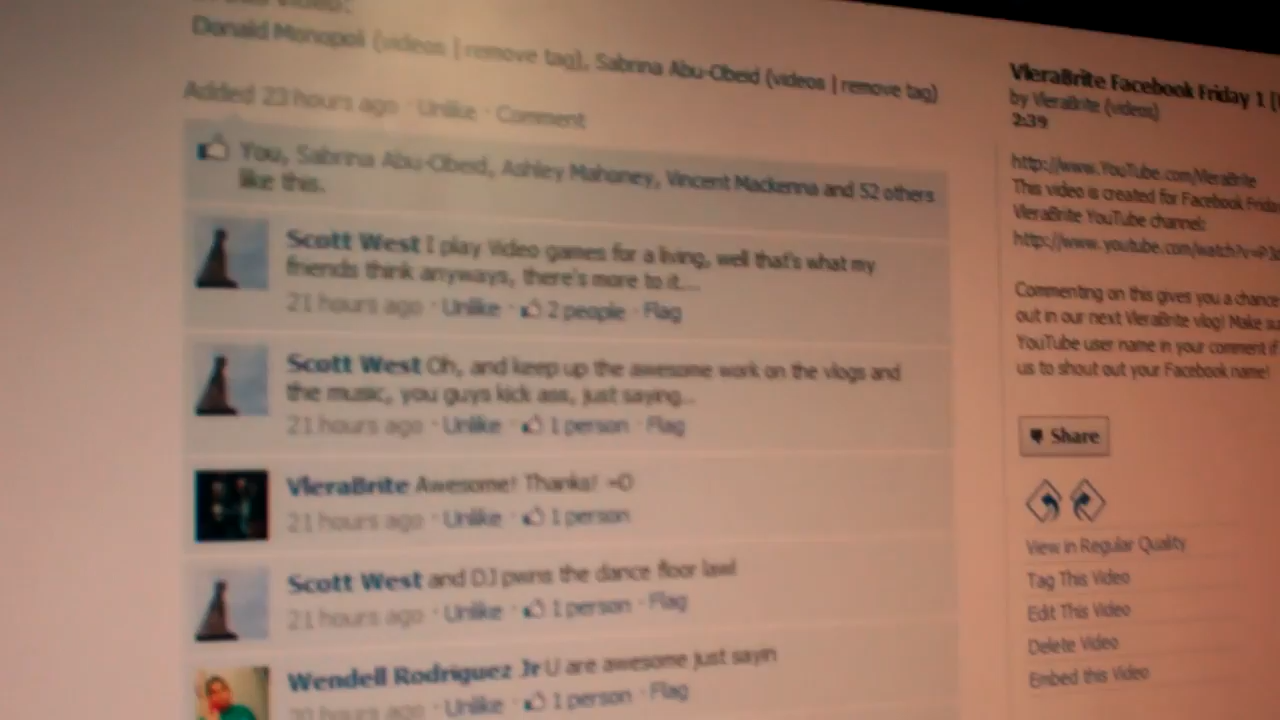 Donald Monopoli (videos | remove tag), Sabrina Abu-Obeid (videos | remove tag)
Added 23 hours ago · Unlike · Comment
You, Sabrina Abu-Obeid, Ashley Mahoney, Vincent Mackenna and 52 others
like this.
Scott West I play Video games for a living, well that's what my
friends think anyways, there's more to it....
21 hours ago · Unlike · 2 people · Flag
Scott West Oh, and keep up the awesome work on the vlogs and
the music, you guys kick ass, just saying...
21 hours ago · Unlike · 1 person · Flag
VleraBrite Awesome! Thanks! =D
21 hours ago · Unlike · 1 person
Scott West and DJ pwns the dance floor lawl
21 hours ago · Unlike · 1 person · Flag
Wendell Rodriguez Jr U are awesome just sayin
20 hours ago · Unlike · 1 person · Flag
VleraBrite Facebook Friday 1
by VleraBrite (videos)
2:39
http://www.YouTube.com/VleraBrite
This video is created for Facebook
VleraBrite YouTube channel:
http://www.youtube.com/watch?v=
Commenting on this gives you a chance
out in our next VleraBrite vlog! Make
YouTube user name in your comment if
us to shout out your Facebook name!
Share
View in Regular Quality
Tag This Video
Edit This Video
Delete Video
Embed this Video